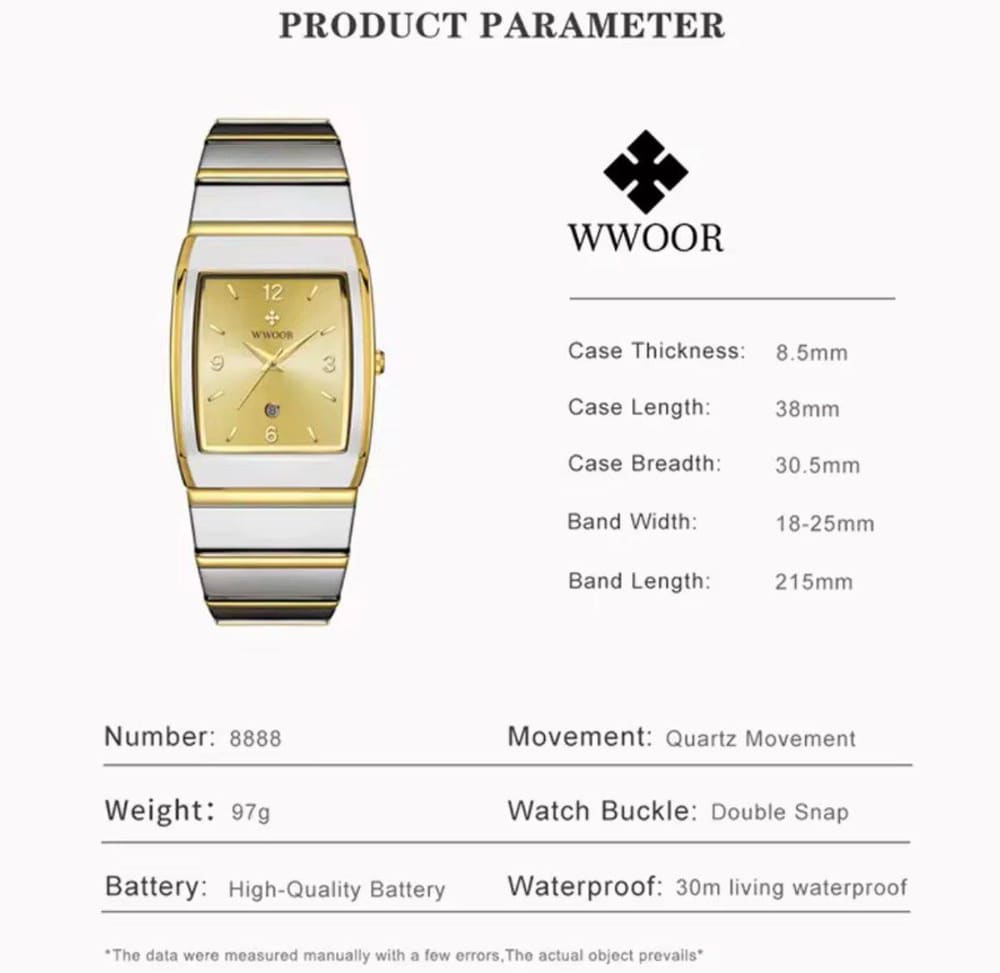 PRODUCT PARAMETER
12
WWOOR
9
3
8
6
WWOOR
Case Thickness: 8.5mm
Case Length: 38mm
Case Breadth: 30.5mm
Band Width: 18-25mm
Band Length: 215mm
Number: 8888 Movement: Quartz Movement
Weight: 97g Watch Buckle: Double Snap
Battery: High-Quality Battery Waterproof: 30m living waterproof
*The data were measured manually with a few errors,The actual object prevails*